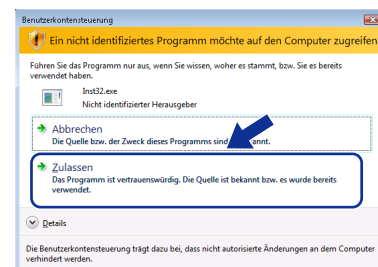 Benutzerkontensteuerung
Ein nicht identifiziertes Programm möchte auf den Computer zugreifen
Führen Sie das Programm nur aus, wenn Sie wissen, woher es stammt, bzw. Sie es bereits
verwendet haben.
Inst32.exe
Nicht identifizierter Herausgeber
Abbrechen
Die Quelle bzw. der Zweck dieses Programms sind
Zulassen
Das Programm ist vertrauenswürdig. Die Quelle ist bekannt bzw. es wurde bereits
verwendet.
Details
Die Benutzerkontensteuerung trägt dazu bei, dass nicht autorisierte Änderungen an dem Computer
verhindert werden.